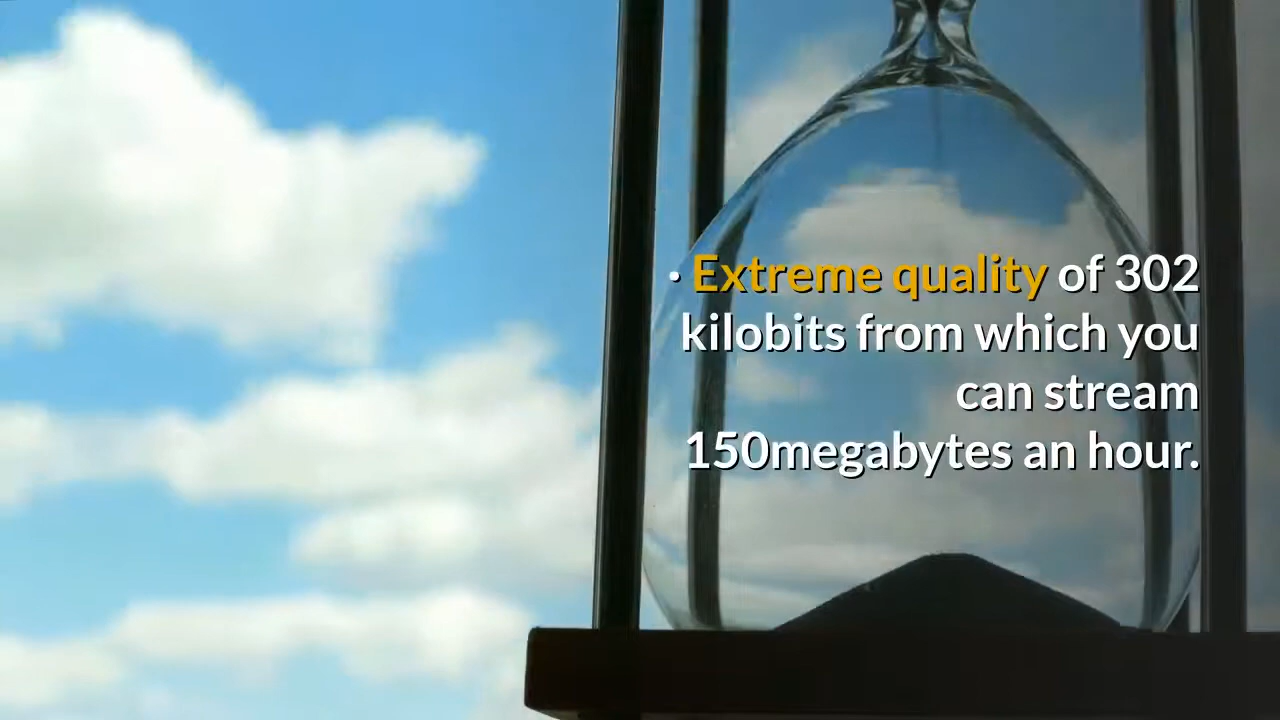 · Extreme quality of 302
kilobits from which you
can stream
150megabytes an hour.